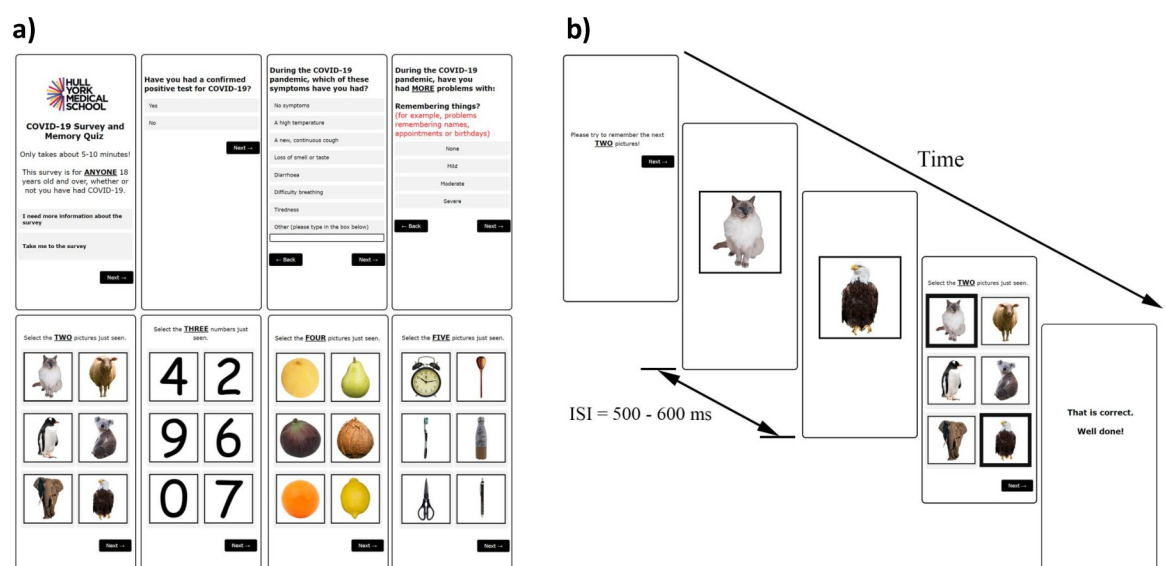 a)
HULL
YORK
MEDICAL
SCHOOL
COVID-19 Survey and
Memory Quiz
Only takes about 5-10 minutes!
This survey is for ANYONE 18
years old and over, whether or
not you have had COVID-19.
I need more information about the
survey
Take me to the survey
Next →
Have you had a confirmed
positive test for COVID-19?
Yes
No
Next →
During the COVID-19
pandemic, which of these
symptoms have you had?
No symptoms
A high temperature
A new, continuous cough
Loss of smell or taste
Diarrhoea
Difficulty breathing
Tiredness
Other (please type in the box below)
← Back
Next →
During the COVID-19
pandemic, have you
had MORE problems with:
Remembering things?
(for example, problems
remembering names,
appointments or birthdays)
None
Mild
Moderate
Severe
← Back
Next →
Select the TWO pictures just seen.
Next →
Select the THREE numbers just
seen.
4 2
9 6
0 7
Next →
Select the FOUR pictures just seen.
Next →
Select the FIVE pictures just seen.
Next →
b)
Please try to remember the next
TWO pictures!
Next →
Time
ISI = 500 - 600 ms
Select the TWO pictures just seen.
Next →
That is correct.
Well done!